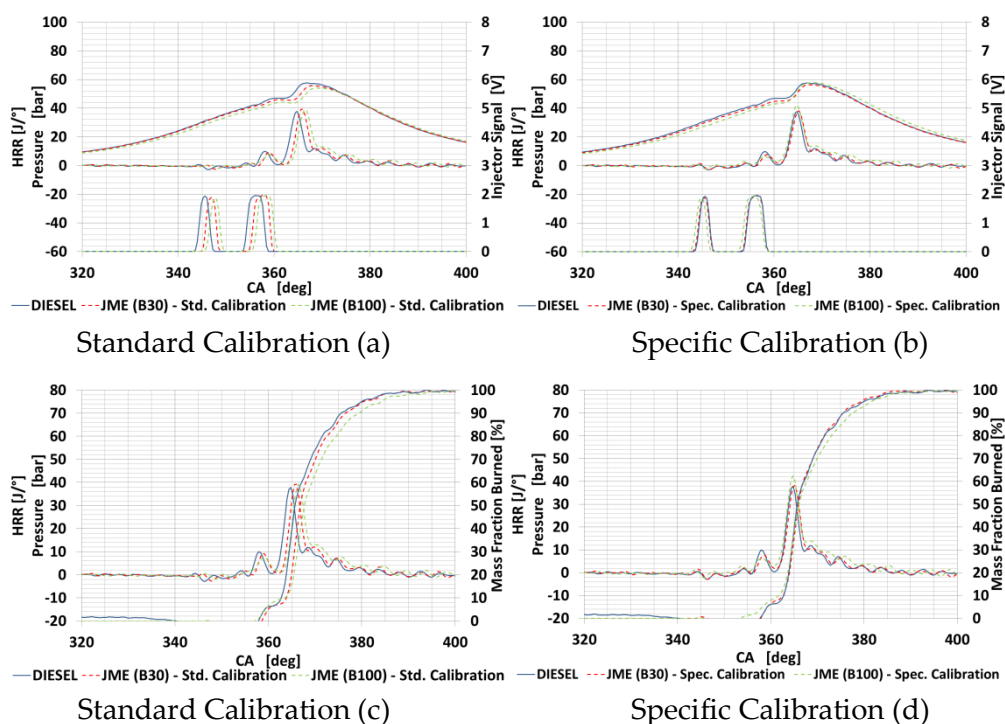 100 80 60 40 20 0 -20 -40 -60
HRR [J/°]
Pressure [bar]
8 7 6 5 4 3 2 1 0
Injector Signal [V]
320 340 360 380 400
CA [deg]
DIESEL JME (B30) - Std. Calibration JME (B100) - Std. Calibration
Standard Calibration (a)
100 80 60 40 20 0 -20 -40 -60
HRR [J/°]
Pressure [bar]
8 7 6 5 4 3 2 1 0
Injector Signal [V]
320 340 360 380 400
CA [deg]
DIESEL JME (B30) - Spec. Calibration JME (B100) - Spec. Calibration
Specific Calibration (b)
80 70 60 50 40 30 20 10 0 -10 -20
HRR [J/°]
Pressure [bar]
100 90 80 70 60 50 40 30 20 10 0
Mass Fraction Burned [%]
320 340 360 380 400
CA [deg]
DIESEL JME (B30) - Std. Calibration JME (B100) - Std. Calibration
Standard Calibration (c)
80 70 60 50 40 30 20 10 0 -10 -20
HRR [J/°]
Pressure [bar]
100 90 80 70 60 50 40 30 20 10 0
Mass Fraction Burned [%]
320 340 360 380 400
CA [deg]
DIESEL JME (B30) - Spec. Calibration JME (B100) - Spec. Calibration
Specific Calibration (d)